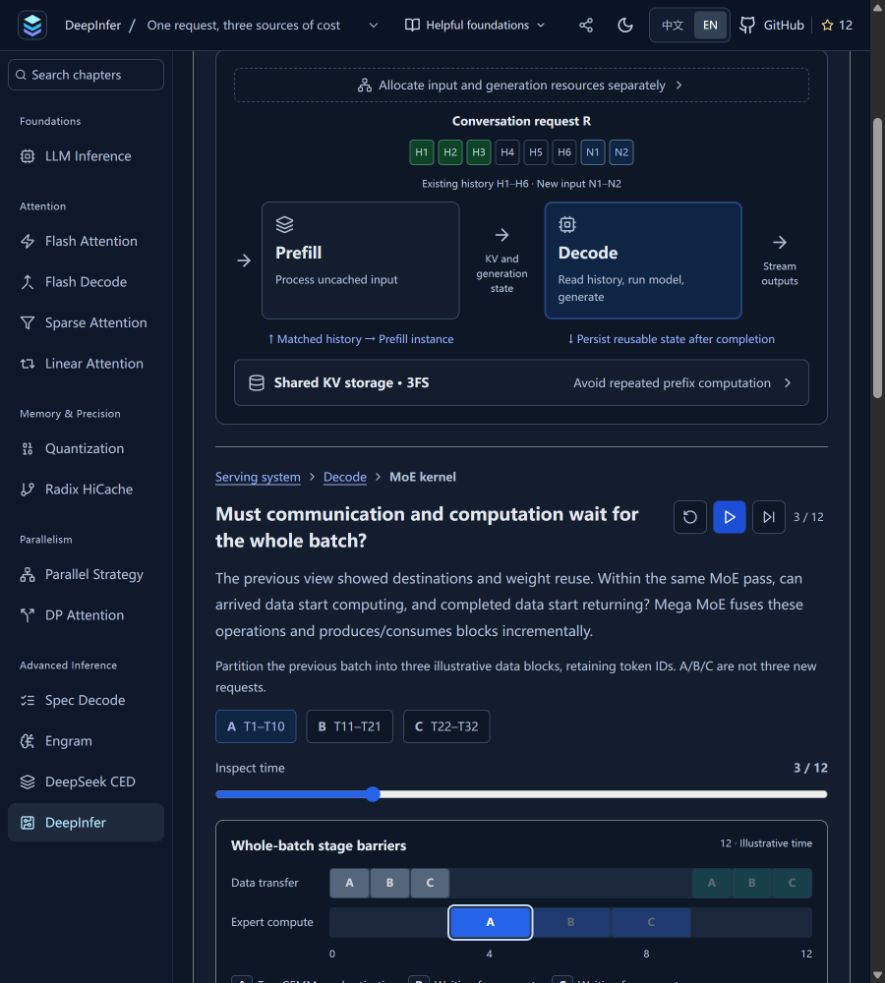 DeepInfer / One request, three sources of cost
Helpful foundations
中文 EN
GitHub
12
Search chapters
Foundations
LLM Inference
Attention
Flash Attention
Flash Decode
Sparse Attention
Linear Attention
Memory & Precision
Quantization
Radix HiCache
Parallelism
Parallel Strategy
DP Attention
Advanced Inference
Spec Decode
Engram
DeepSeek CED
DeepInfer
Allocate input and generation resources separately
Conversation request R
H1 H2 H3 H4 H5 H6 N1 N2
Existing history H1–H6 · New input N1–N2
Prefill
Process uncached input
KV and
generation
state
Decode
Read history, run model,
generate
Stream
outputs
↑ Matched history → Prefill instance
↓ Persist reusable state after completion
Shared KV storage • 3FS
Avoid repeated prefix computation
Serving system > Decode > MoE kernel
Must communication and computation wait for
the whole batch?
3 / 12
The previous view showed destinations and weight reuse. Within the same MoE pass, can
arrived data start computing, and completed data start returning? Mega MoE fuses these
operations and produces/consumes blocks incrementally.
Partition the previous batch into three illustrative data blocks, retaining token IDs. A/B/C are not three new
requests.
A T1–T10
B T11–T21
C T22–T32
Inspect time
3 / 12
Whole-batch stage barriers
12 · Illustrative time
Data transfer A B C A B C
Expert compute A B C
0 4 8 12